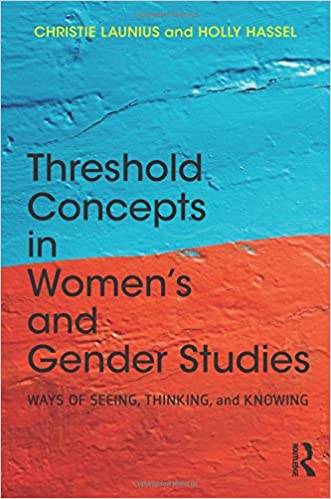 CHRISTIE LAUNIUS and HOLLY HASSEL
Threshold
Concepts
in
Women's
and
Gender Studies
WAYS OF SEEING, THINKING, and KNOWING
ROUTLEDGE